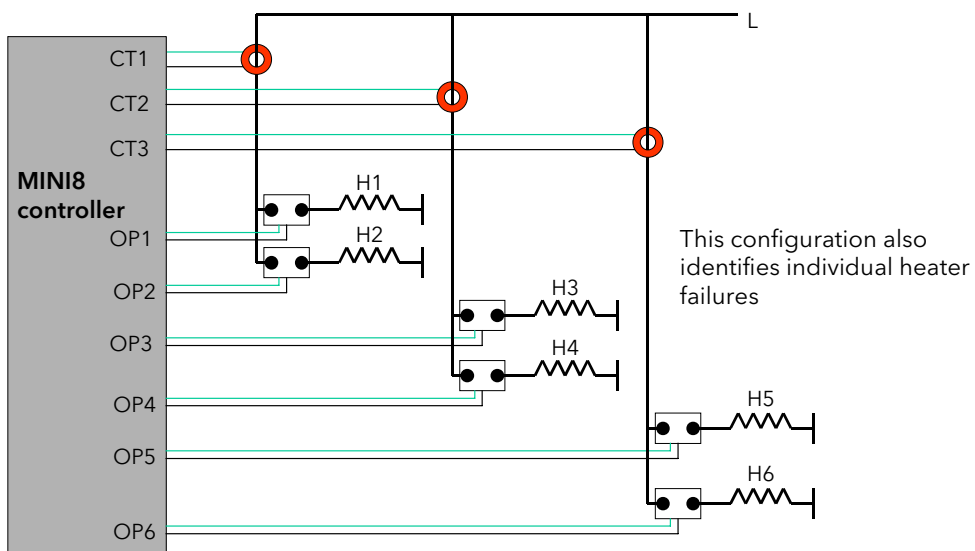 L
CT1
CT2
CT3
MINI8
controller
H1
OP1
H2
OP2
This configuration also
identifies individual heater
failures
H3
OP3
H4
OP4
H5
OP5
H6
OP6